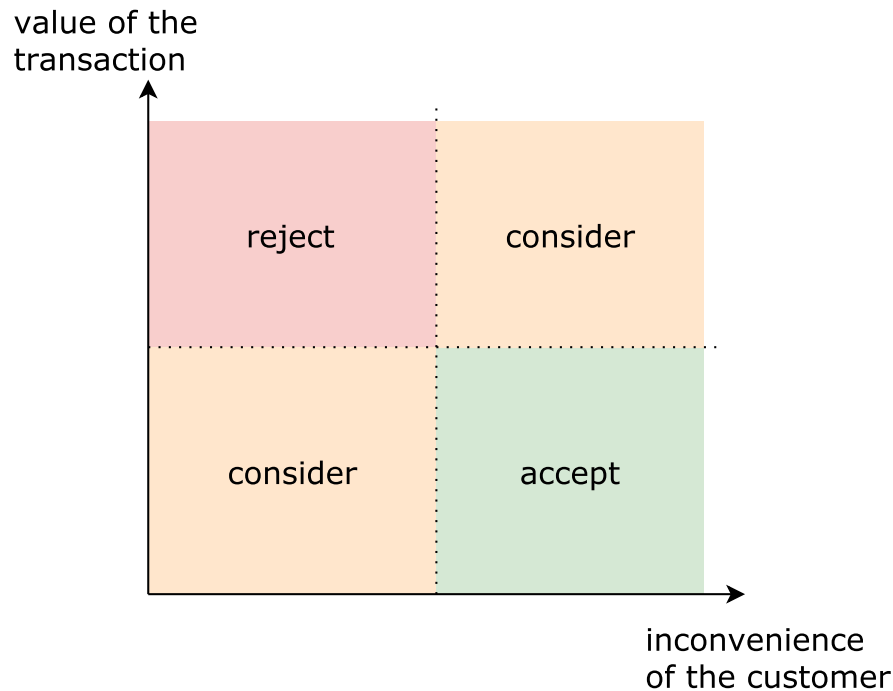 value of the
transaction
reject
consider
consider
accept
inconvenience
of the customer